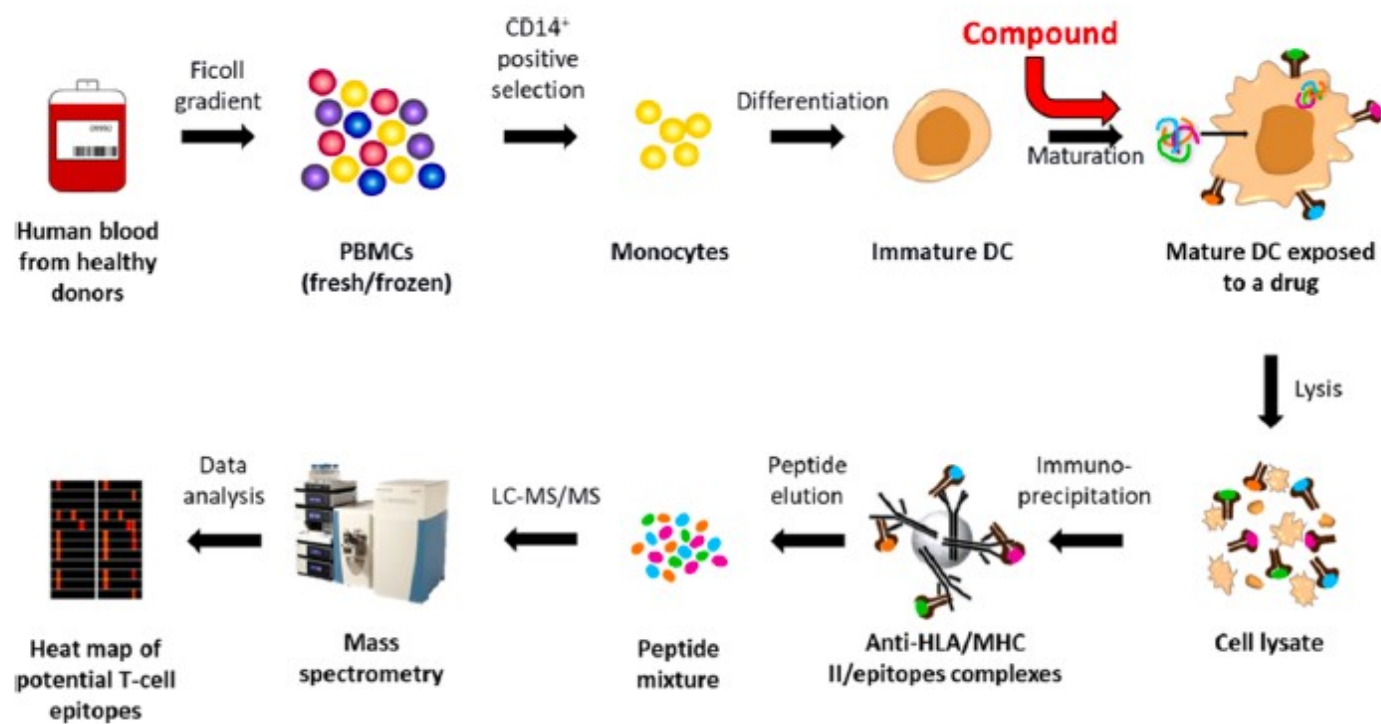 Ficoll
gradient
CD14⁺
positive
selection
Differentiation
Compound
Maturation
Human blood
from healthy
donors
PBMCs
(fresh/frozen)
Monocytes
Immature DC
Mature DC exposed
to a drug
Lysis
Data
analysis
LC-MS/MS
Peptide
elution
Immuno-
precipitation
Heat map of
potential T-cell
epitopes
Mass
spectrometry
Peptide
mixture
Anti-HLA/MHC
II/epitopes complexes
Cell lysate